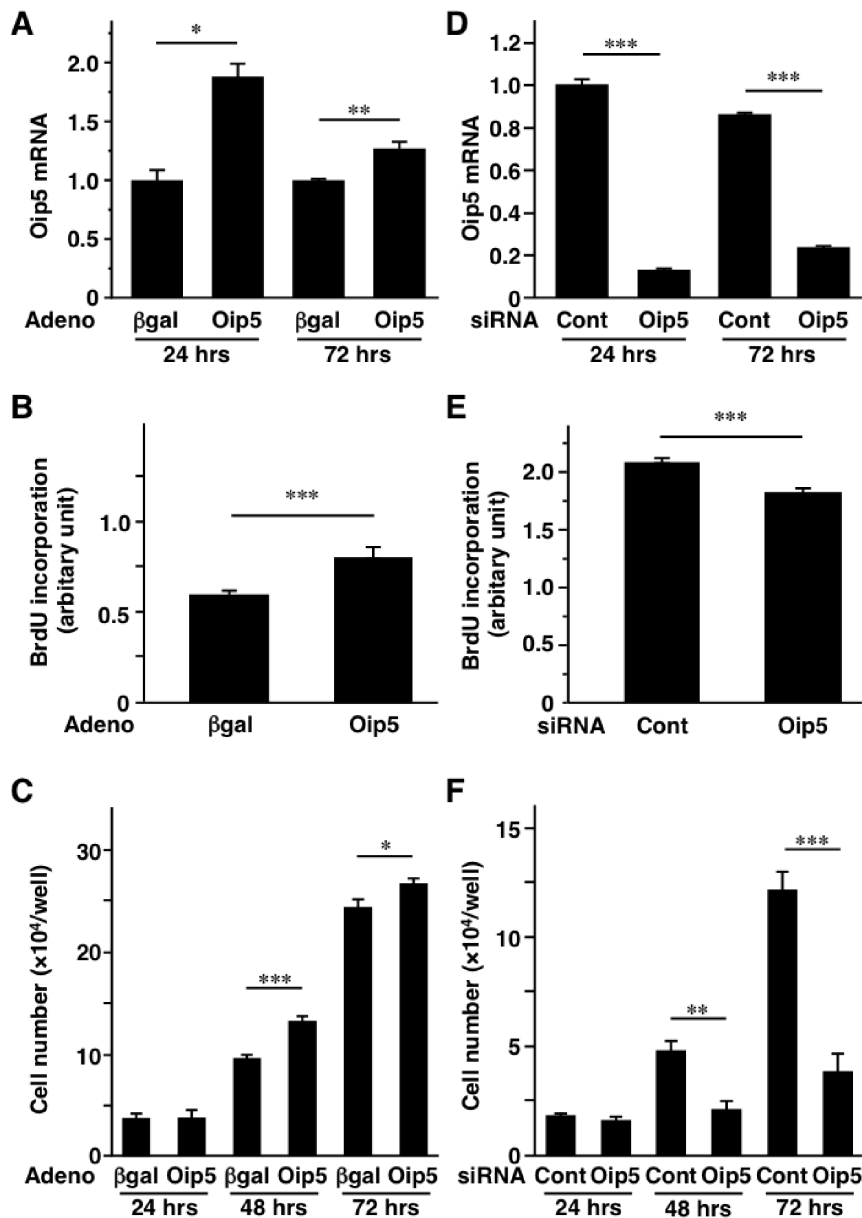 A
Oip5 mRNA
2.0
1.5
1.0
0.5
0
*
**
Adeno βgal Oip5 βgal Oip5
24 hrs 72 hrs
D
Oip5 mRNA
1.2
1.0
0.8
0.6
0.4
0.2
0
***
***
siRNA Cont Oip5 Cont Oip5
24 hrs 72 hrs
B
BrdU incorporation
(arbitary unit)
1.0
0.5
0
***
Adeno βgal Oip5
E
BrdU incorporation
(arbitary unit)
2.0
1.5
1.0
0.5
0
***
siRNA Cont Oip5
C
Cell number (×10⁴/well)
30
20
10
0
***
*
Adeno βgal Oip5 βgal Oip5 βgal Oip5
24 hrs 48 hrs 72 hrs
F
Cell number (×10⁴/well)
15
10
5
0
**
***
siRNA Cont Oip5 Cont Oip5 Cont Oip5
24 hrs 48 hrs 72 hrs